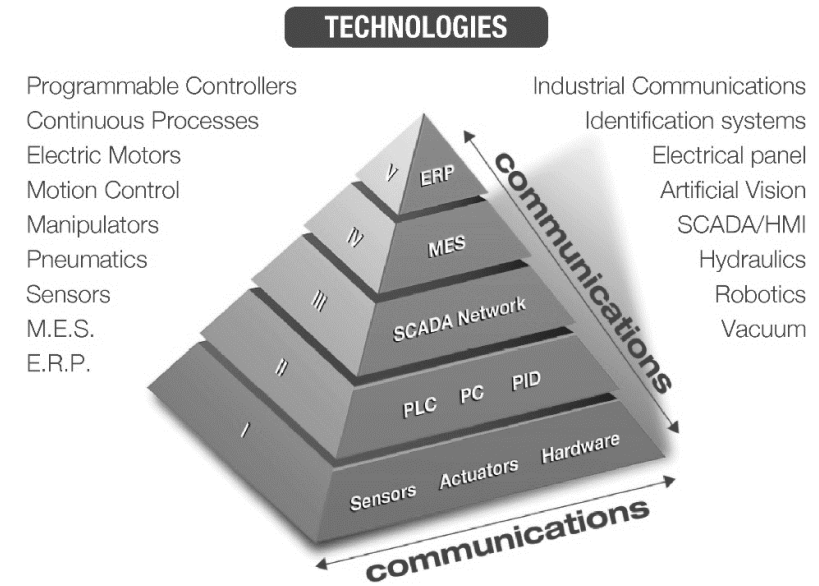 TECHNOLOGIES
Programmable Controllers
Continuous Processes
Electric Motors
Motion Control
Manipulators
Pneumatics
Sensors
M.E.S.
E.R.P.
Industrial Communications
Identification systems
Electrical panel
Artificial Vision
SCADA/HMI
Hydraulics
Robotics
Vacuum
V ERP
IV MES
III SCADA Network
II PLC PC PID
I Sensors Actuators Hardware
communications
communications